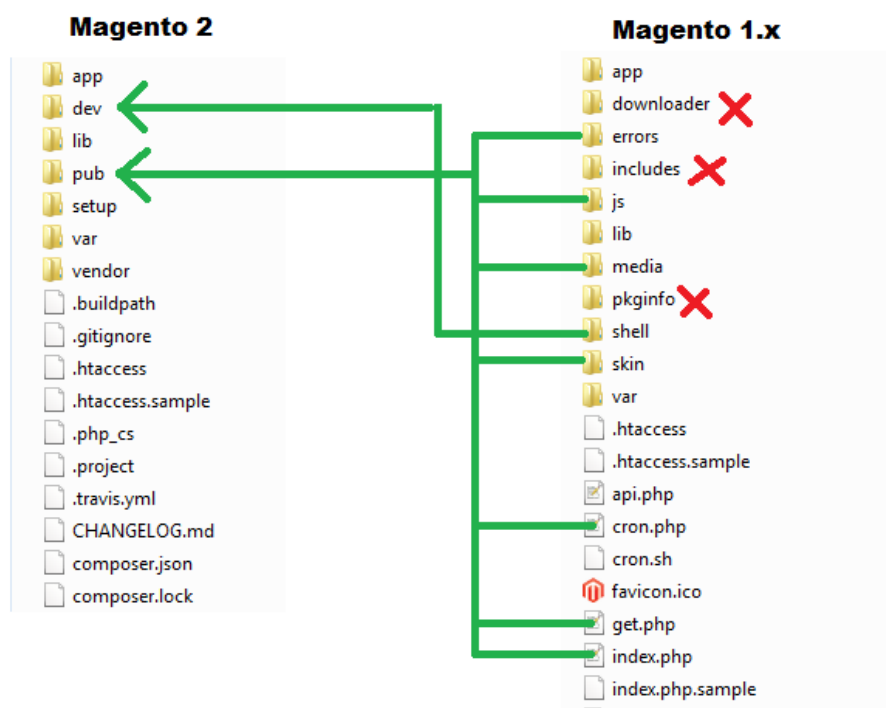 Magento 2
app
dev
lib
pub
setup
var
vendor
.buildpath
.gitignore
.htaccess
.htaccess.sample
.php_cs
.project
.travis.yml
CHANGELOG.md
composer.json
composer.lock
Magento 1.x
app
downloader
errors
includes
js
lib
media
pkginfo
shell
skin
var
.htaccess
.htaccess.sample
api.php
cron.php
cron.sh
favicon.ico
get.php
index.php
index.php.sample